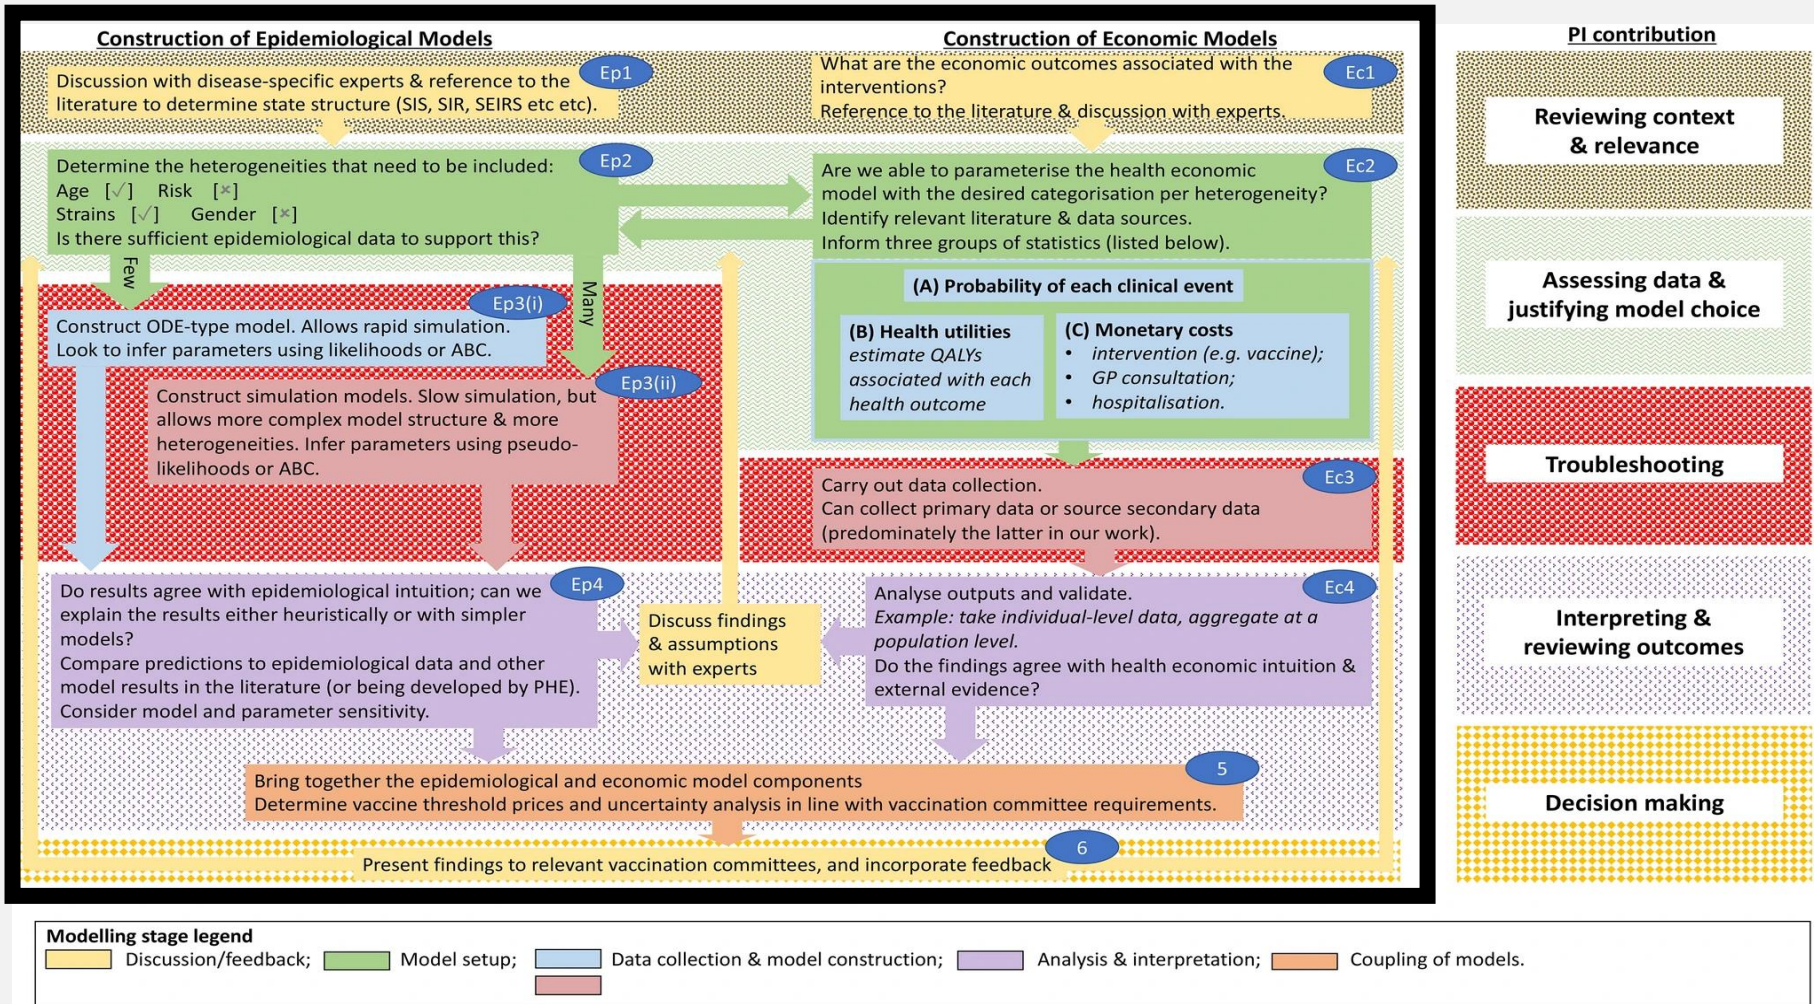 Construction of Epidemiological Models
Construction of Economic Models
PI contribution
Discussion with disease-specific experts & reference to the
literature to determine state structure (SIS, SIR, SEIRS etc etc).
Ep1
What are the economic outcomes associated with the
interventions?
Reference to the literature & discussion with experts.
Ec1
Reviewing context
& relevance
Determine the heterogeneities that need to be included:
Age [✓] Risk [×]
Strains [✓] Gender [×]
Is there sufficient epidemiological data to support this?
Ep2
Are we able to parameterise the health economic
model with the desired categorisation per heterogeneity?
Identify relevant literature & data sources.
Inform three groups of statistics (listed below).
Ec2
Assessing data &
justifying model choice
Few
Many
(A) Probability of each clinical event
(B) Health utilities
estimate QALYs
associated with each
health outcome
(C) Monetary costs
• intervention (e.g. vaccine);
• GP consultation;
• hospitalisation.
Ep3(i)
Construct ODE-type model. Allows rapid simulation.
Look to infer parameters using likelihoods or ABC.
Ep3(ii)
Construct simulation models. Slow simulation, but
allows more complex model structure & more
heterogeneities. Infer parameters using pseudo-
likelihoods or ABC.
Troubleshooting
Ec3
Carry out data collection.
Can collect primary data or source secondary data
(predominately the latter in our work).
Ep4
Do results agree with epidemiological intuition; can we
explain the results either heuristically or with simpler
models?
Compare predictions to epidemiological data and other
model results in the literature (or being developed by PHE).
Consider model and parameter sensitivity.
Discuss findings
& assumptions
with experts
Ec4
Analyse outputs and validate.
Example: take individual-level data, aggregate at a
population level.
Do the findings agree with health economic intuition &
external evidence?
Interpreting &
reviewing outcomes
5
Bring together the epidemiological and economic model components
Determine vaccine threshold prices and uncertainty analysis in line with vaccination committee requirements.
Decision making
6
Present findings to relevant vaccination committees, and incorporate feedback
Modelling stage legend
Discussion/feedback; Model setup; Data collection & model construction; Analysis & interpretation; Coupling of models.